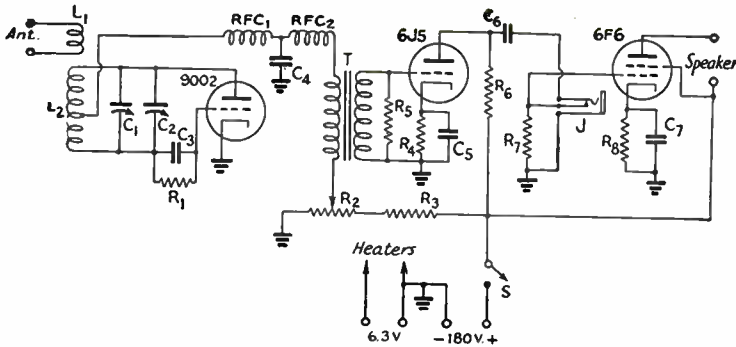 L1
Ant.
RFC1 RFC2
C4
9002
L2
C1
C2
C3
R1
T
6J5
R5
R4
C5
C6
R6
R7
J
6F6
Speaker
R8
C7
R2
R3
Heaters
S
6.3V
-180V.+